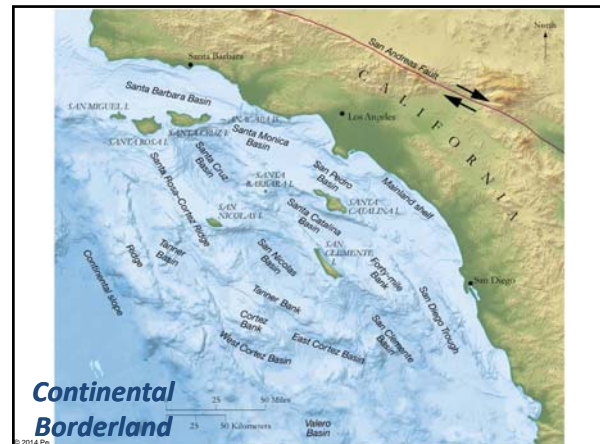 North
San Andreas Fault
Santa Barbara
CALIFORNIA
Santa Barbara Basin
SAN MIGUEL I.
ANACAPA IS.
Los Angeles
SANTA ROSA I.
SANTA CRUZ I.
Santa Monica
Basin
Santa Cruz
Basin
San Pedro
Basin
Mainland shelf
SANTA
BARBARA I.
Santa Rosa-Cortez Ridge
SANTA
CATALINA I.
Santa Catalina
Basin
SAN
NICOLAS I.
SAN
CLEMENTE
I.
Tanner
Basin
San Nicolas
Basin
Ridge
Forty-mile
Bank
San Diego
Continental slope
Tanner Bank
San Diego Trough
Cortez
Bank
San Clemente
Basin
West Cortez Basin
East Cortez Basin
Continental
Borderland
25 50 Miles
25 50 Kilometers
Valero
Basin
© 2014 Pe